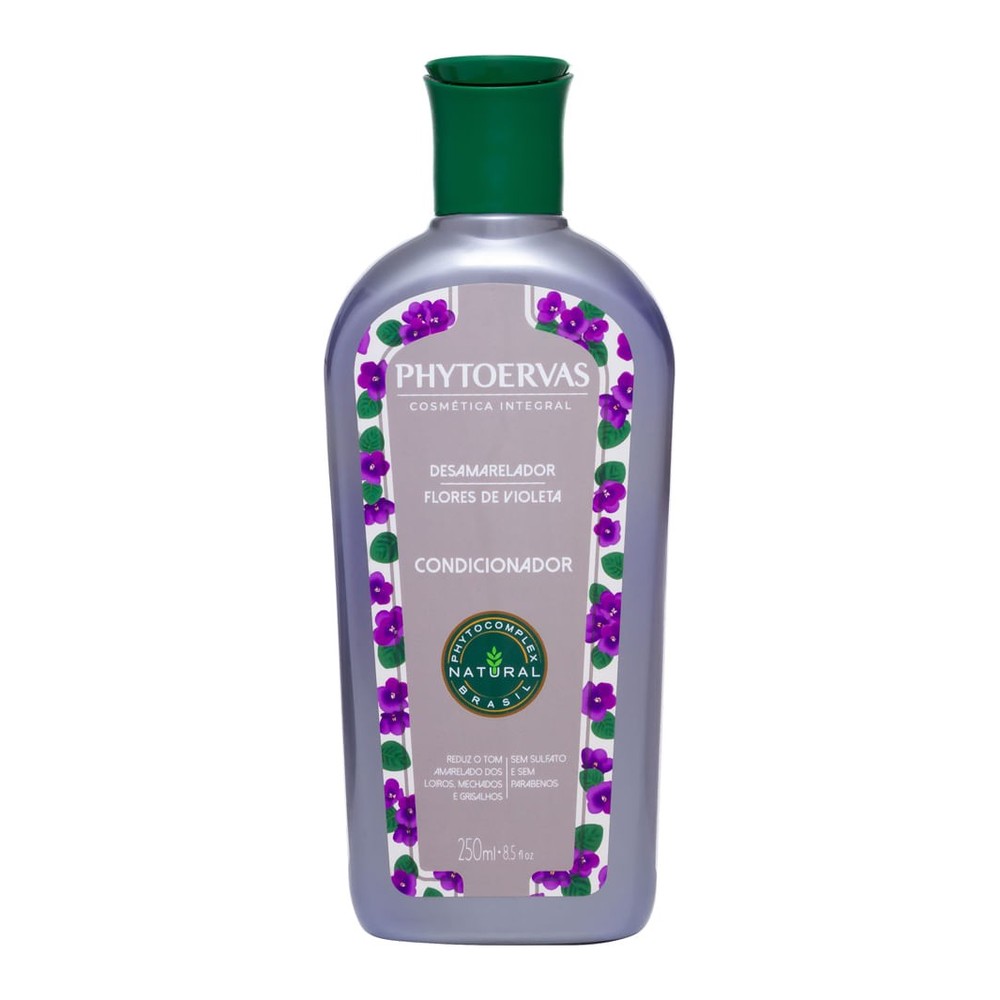 PHYTOERVAS
COSMÉTICA INTEGRAL
DESAMARELADOR
FLORES DE VIOLETA
CONDICIONADOR
PHYTOCOMPLEX
NATURAL
BRASIL
REDUZ O TOM
AMARELADO DOS
LOIROS, MECHADOS
E GRISALHOS
SEM SULFATO
E SEM
PARABENOS
250ml • 8.5 fl oz